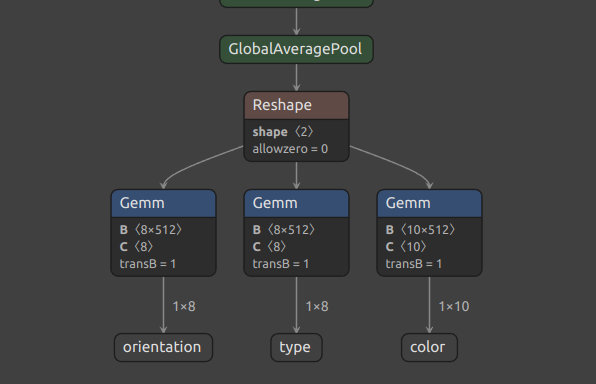 GlobalAveragePool
Reshape
shape〈2〉
allowzero = 0
Gemm
B〈8×512〉
C〈8〉
transB = 1
Gemm
B〈8×512〉
C〈8〉
transB = 1
Gemm
B〈10×512〉
C〈10〉
transB = 1
1×8
1×8
1×10
orientation
type
color